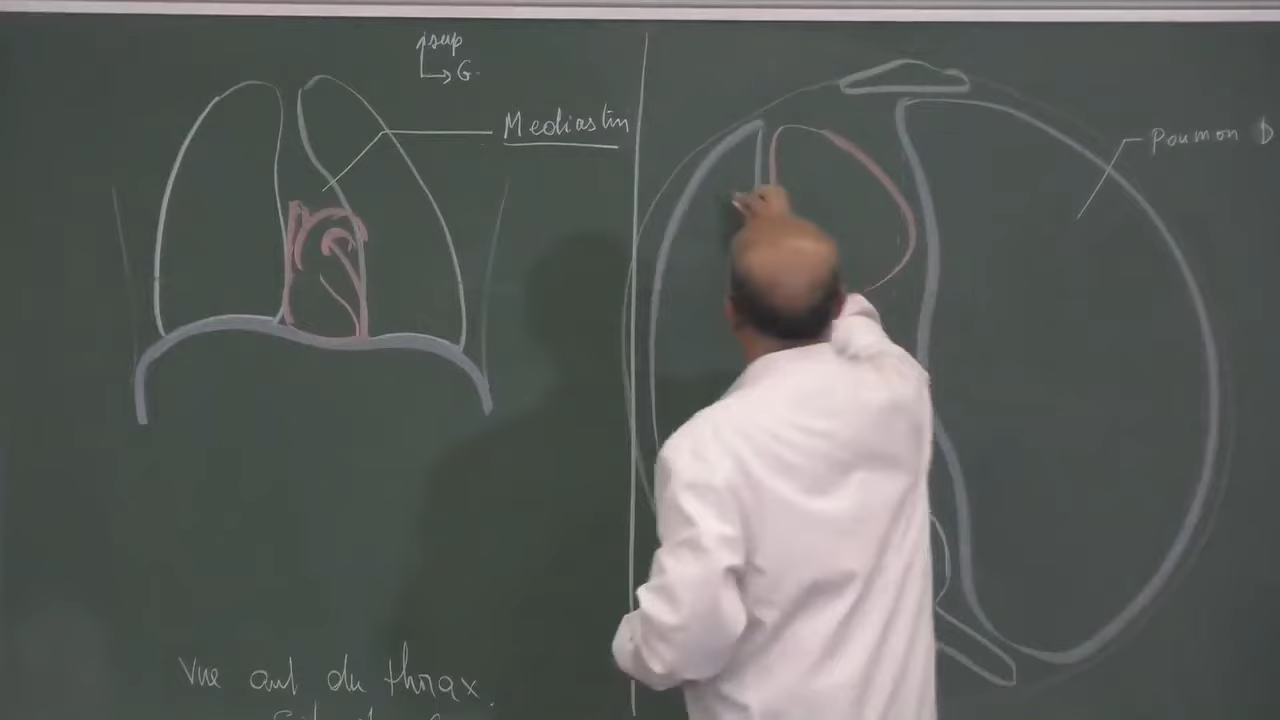 sup
G.
Mediastin
Poumon D
Vue ant du thorax.